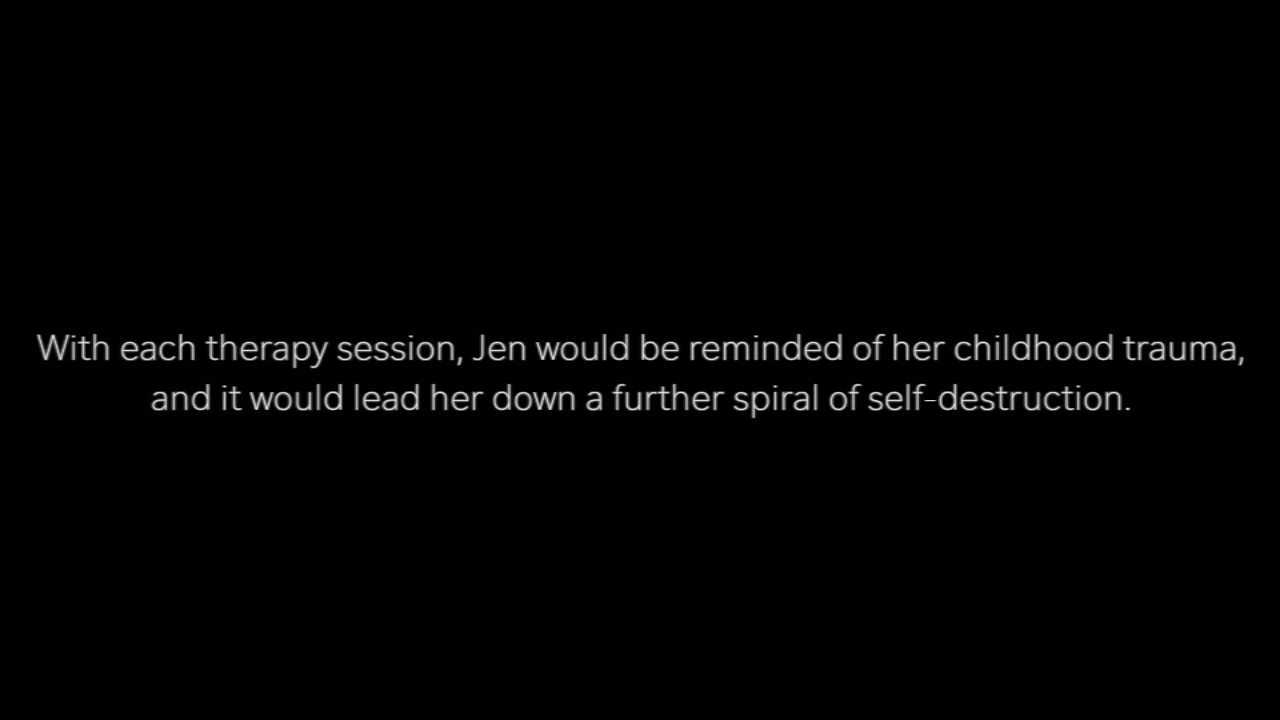 With each therapy session, Jen would be reminded of her childhood trauma,
and it would lead her down a further spiral of self-destruction.